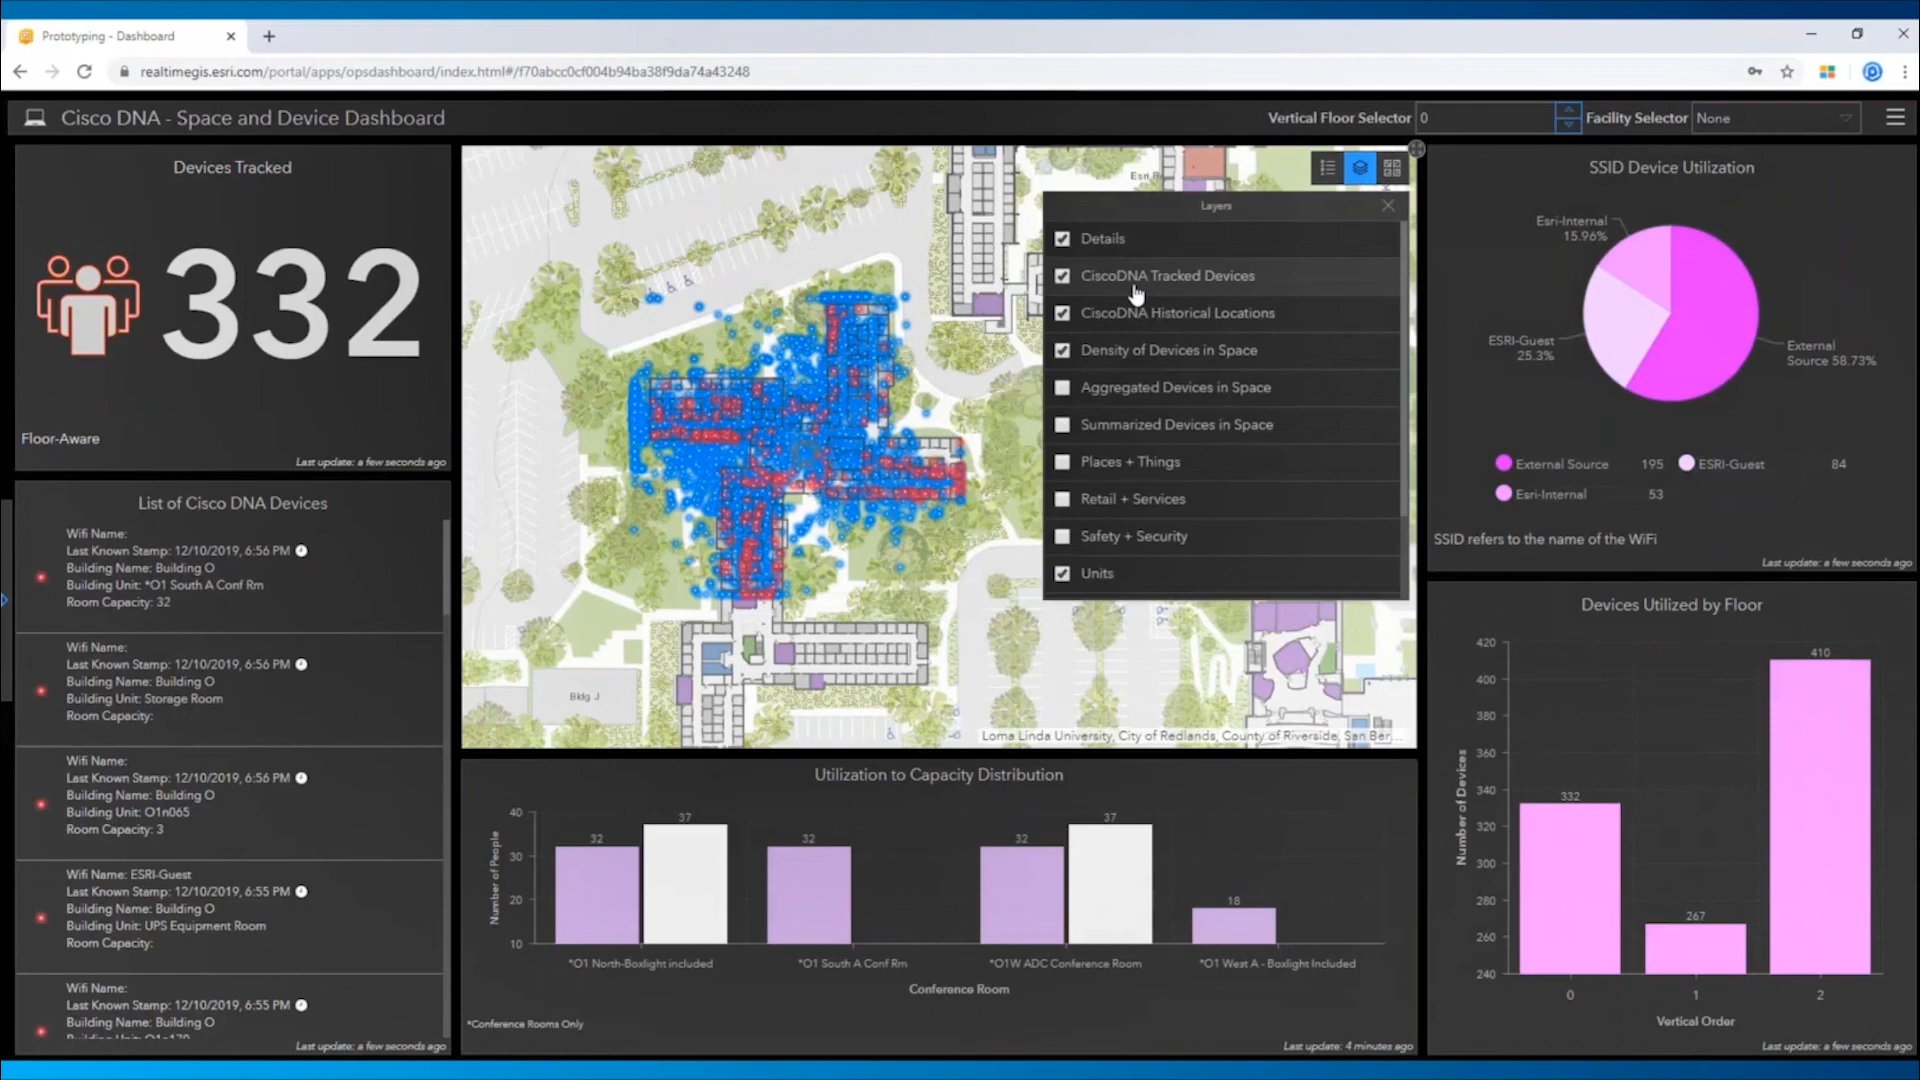 Prototyping - Dashboard
realtimegis.esri.com/portal/apps/opsdashboard/index.html#/f70abcc0cf004b94ba38f9da74a43248
Cisco DNA - Space and Device Dashboard
Vertical Floor Selector 0
Facility Selector None
Devices Tracked
332
Floor-Aware
Last update: a few seconds ago
List of Cisco DNA Devices
Wifi Name:
Last Known Stamp: 12/10/2019, 6:56 PM
Building Name: Building O
Building Unit: *O1 South A Conf Rm
Room Capacity: 32
Wifi Name:
Last Known Stamp: 12/10/2019, 6:56 PM
Building Name: Building O
Building Unit: Storage Room
Room Capacity:
Wifi Name:
Last Known Stamp: 12/10/2019, 6:56 PM
Building Name: Building O
Building Unit: O1n065
Room Capacity: 3
Wifi Name: ESRI-Guest
Last Known Stamp: 12/10/2019, 6:55 PM
Building Name: Building O
Building Unit: UPS Equipment Room
Room Capacity:
Wifi Name:
Last Known Stamp: 12/10/2019, 6:55 PM
Building Name: Building O
Last update: a few seconds ago
Bldg J
Loma Linda University, City of Redlands, County of Riverside, San Ber...
Layers
Details
CiscoDNA Tracked Devices
CiscoDNA Historical Locations
Density of Devices in Space
Aggregated Devices in Space
Summarized Devices in Space
Places + Things
Retail + Services
Safety + Security
Units
Utilization to Capacity Distribution
Number of People
40
30
20
10
32
37
32
32
37
18
*O1 North-Boxlight included
*O1 South A Conf Rm
*O1W ADC Conference Room
*O1 West A - Boxlight Included
Conference Room
*Conference Rooms Only
Last update: 4 minutes ago
SSID Device Utilization
Esri-Internal
15.96%
ESRI-Guest
25.3%
External
Source 58.73%
External Source 195
ESRI-Guest 84
Esri-Internal 53
SSID refers to the name of the WiFi
Last update: a few seconds ago
Devices Utilized by Floor
Number of Devices
420
400
380
360
340
320
300
280
260
240
332
267
410
0
1
2
Vertical Order
Last update: a few seconds ago